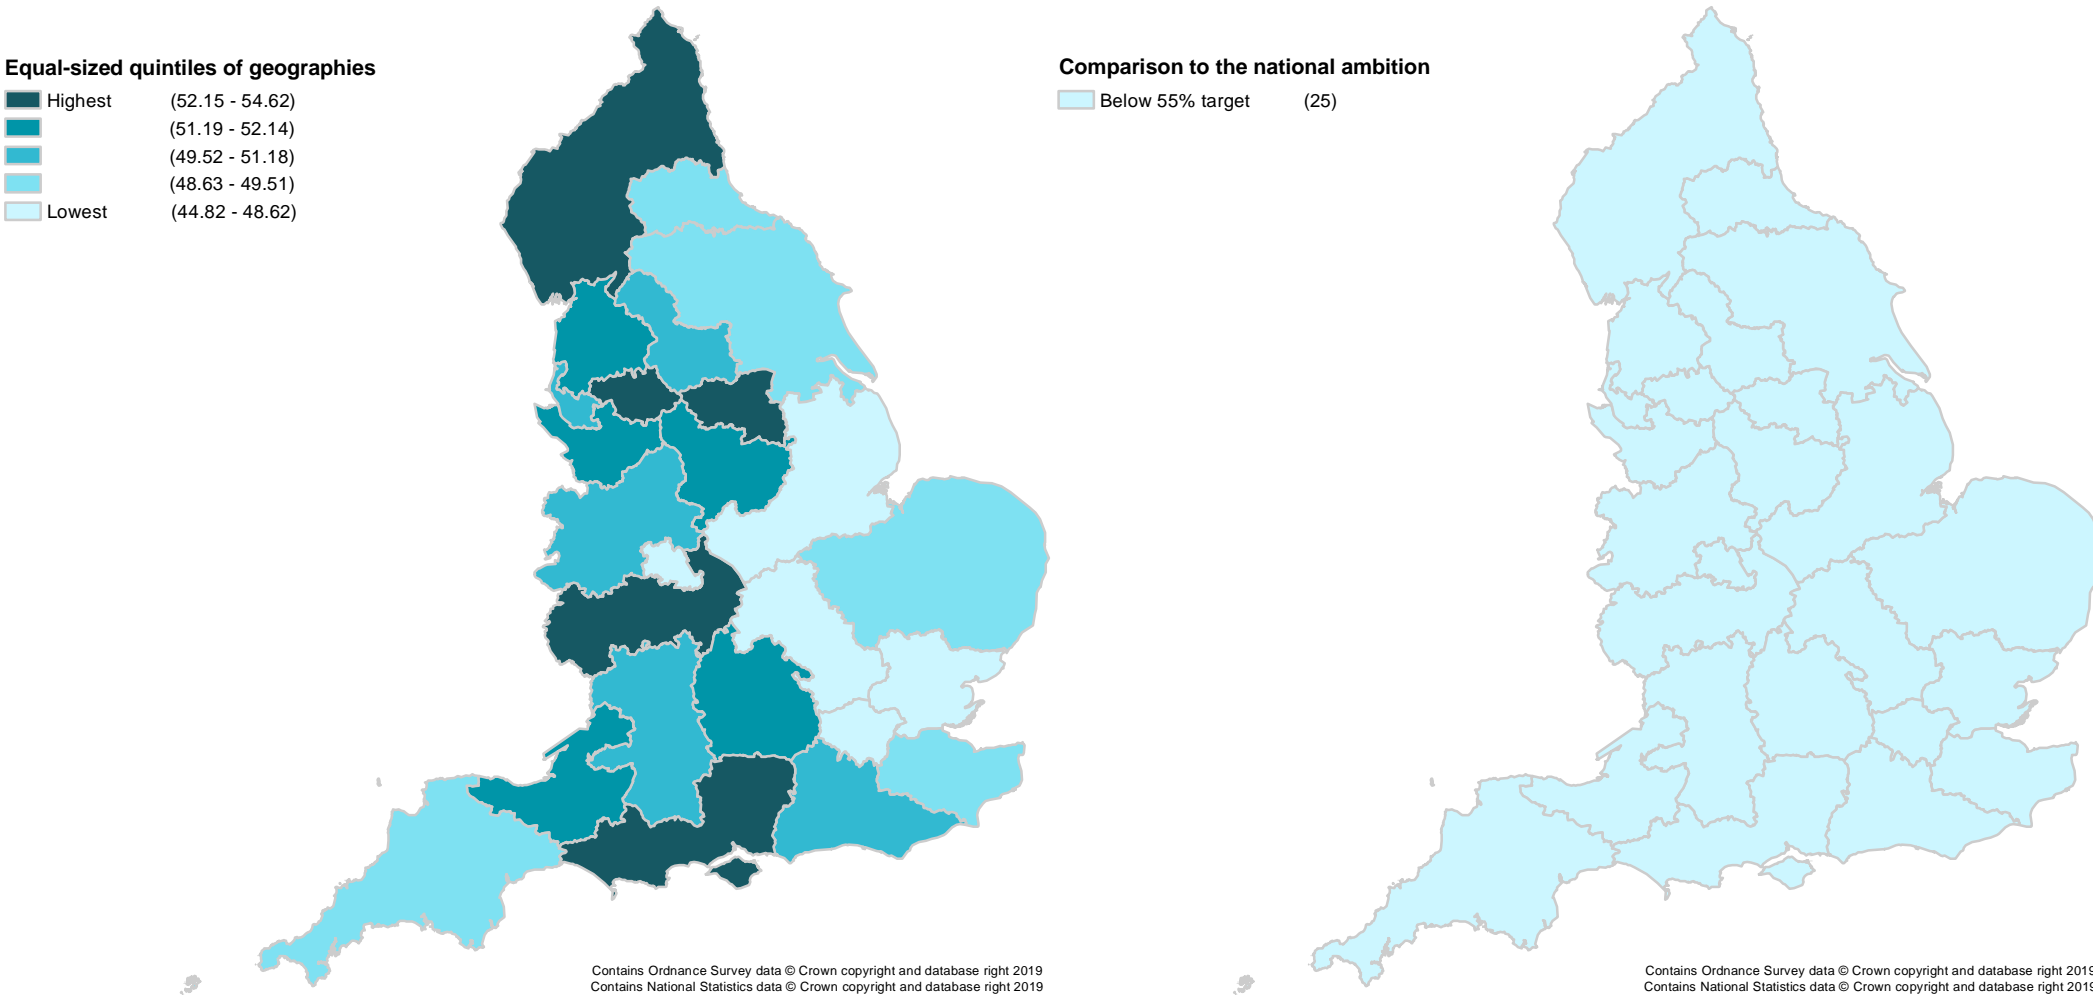 Equal-sized quintiles of geographies
Highest (52.15 - 54.62)
(51.19 - 52.14)
(49.52 - 51.18)
(48.63 - 49.51)
Lowest (44.82 - 48.62)
Comparison to the national ambition
Below 55% target (25)
Contains Ordnance Survey data © Crown copyright and database right 2019
Contains National Statistics data © Crown copyright and database right 2019
Contains Ordnance Survey data © Crown copyright and database right 2019
Contains National Statistics data © Crown copyright and database right 2019